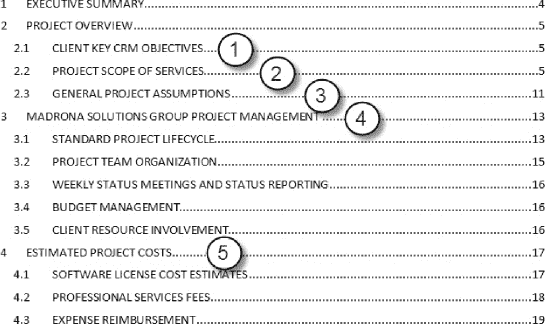 1 EXECUTIVE SUMMARY 4
2 PROJECT OVERVIEW 5
2.1 CLIENT KEY CRM OBJECTIVES 1 5
2.2 PROJECT SCOPE OF SERVICES 2 5
2.3 GENERAL PROJECT ASSUMPTIONS 3 11
3 MADRONA SOLUTIONS GROUP PROJECT MANAGEMENT 4 13
3.1 STANDARD PROJECT LIFECYCLE 13
3.2 PROJECT TEAM ORGANIZATION 15
3.3 WEEKLY STATUS MEETINGS AND STATUS REPORTING 16
3.4 BUDGET MANAGEMENT 16
3.5 CLIENT RESOURCE INVOLVEMENT 16
4 ESTIMATED PROJECT COSTS 5 17
4.1 SOFTWARE LICENSE COST ESTIMATES 17
4.2 PROFESSIONAL SERVICES FEES 18
4.3 EXPENSE REIMBURSEMENT 19